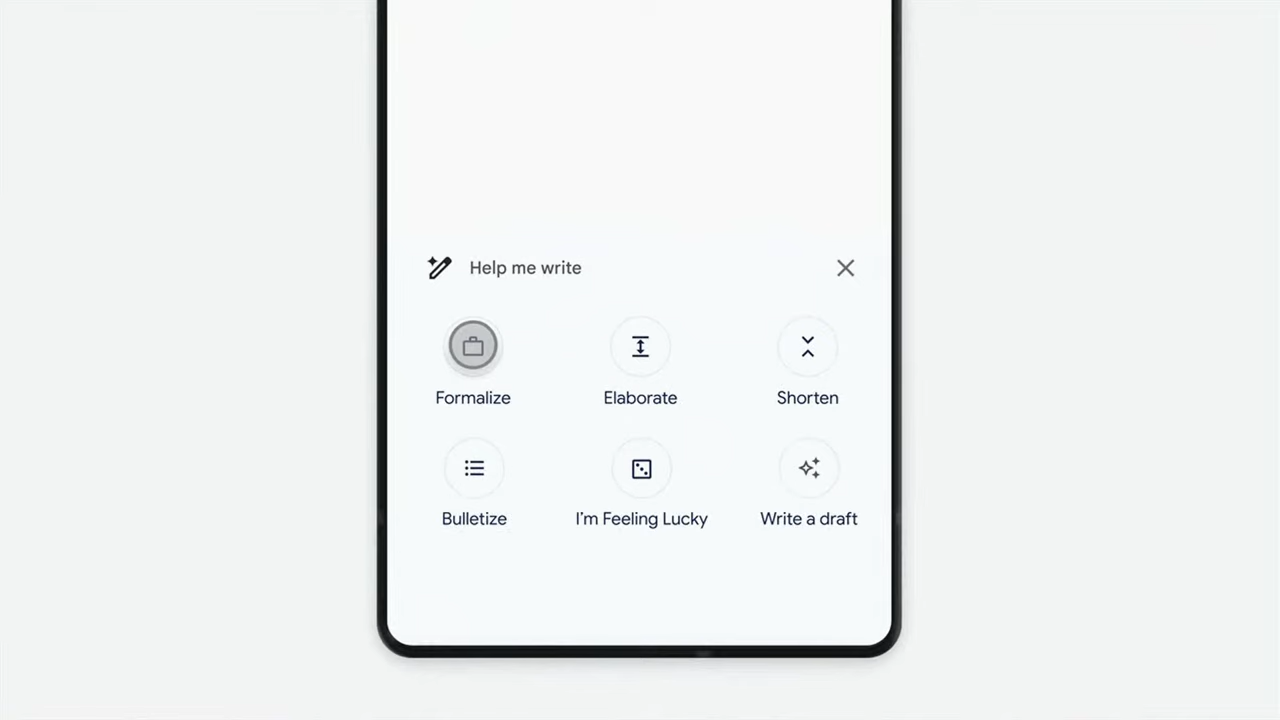 Help me write
Formalize
Elaborate
Shorten
Bulletize
I'm Feeling Lucky
Write a draft